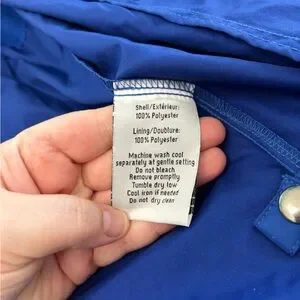 Shell/Extérieur:
100% Polyester
Lining/Doublure:
100% Polyester
Machine wash cool
separately at gentle setting
Do not bleach
Remove promptly
Tumble dry low
Cool iron if needed
Do not dry clean